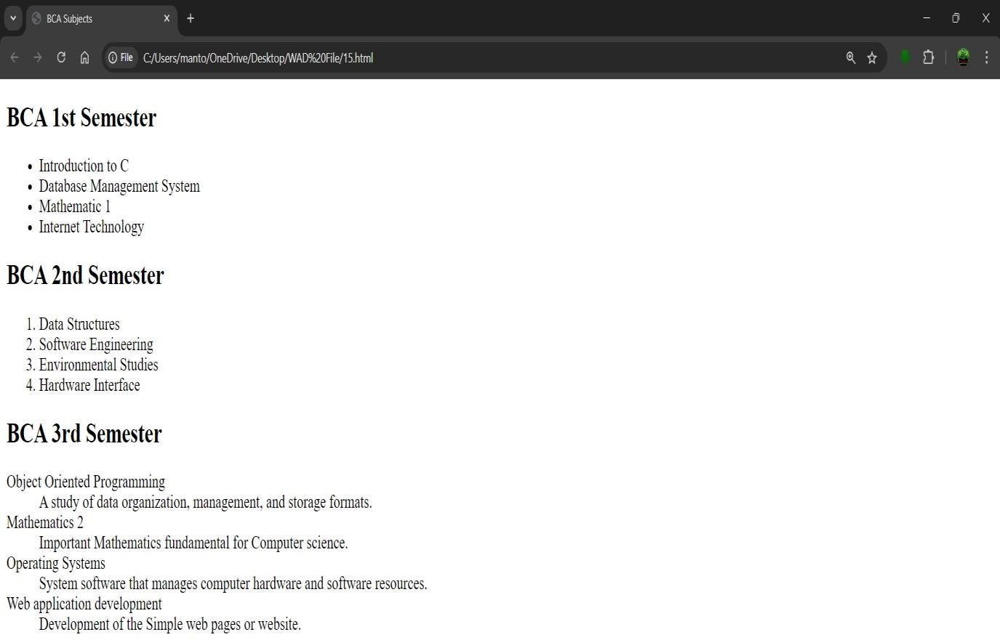 BCA Subjects
File C:/Users/manto/OneDrive/Desktop/WAD%20File/15.html
BCA 1st Semester
• Introduction to C
• Database Management System
• Mathematic 1
• Internet Technology
BCA 2nd Semester
1. Data Structures
2. Software Engineering
3. Environmental Studies
4. Hardware Interface
BCA 3rd Semester
Object Oriented Programming
A study of data organization, management, and storage formats.
Mathematics 2
Important Mathematics fundamental for Computer science.
Operating Systems
System software that manages computer hardware and software resources.
Web application development
Development of the Simple web pages or website.